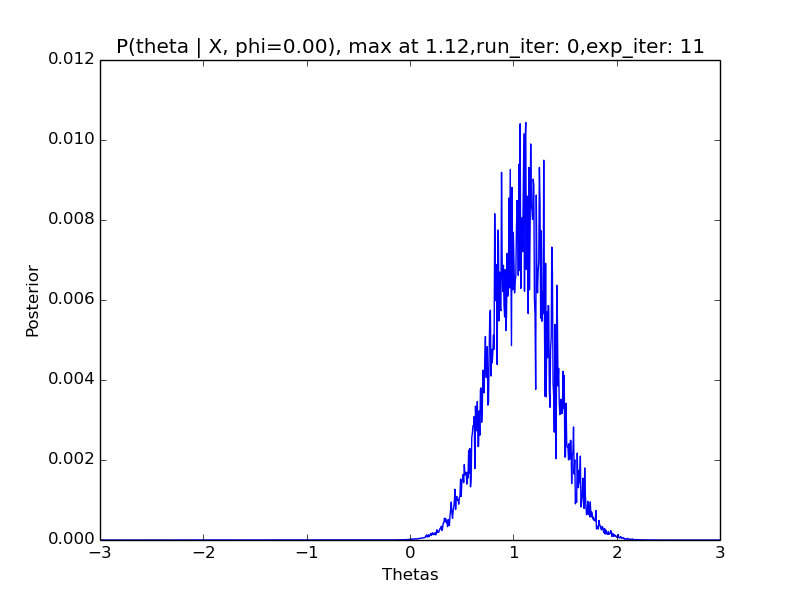 P(theta | X, phi=0.00), max at 1.12,run_iter: 0,exp_iter: 11
0.012
0.010
0.008
0.006
0.004
0.002
0.000
Posterior
−3 −2 −1 0 1 2 3
Thetas